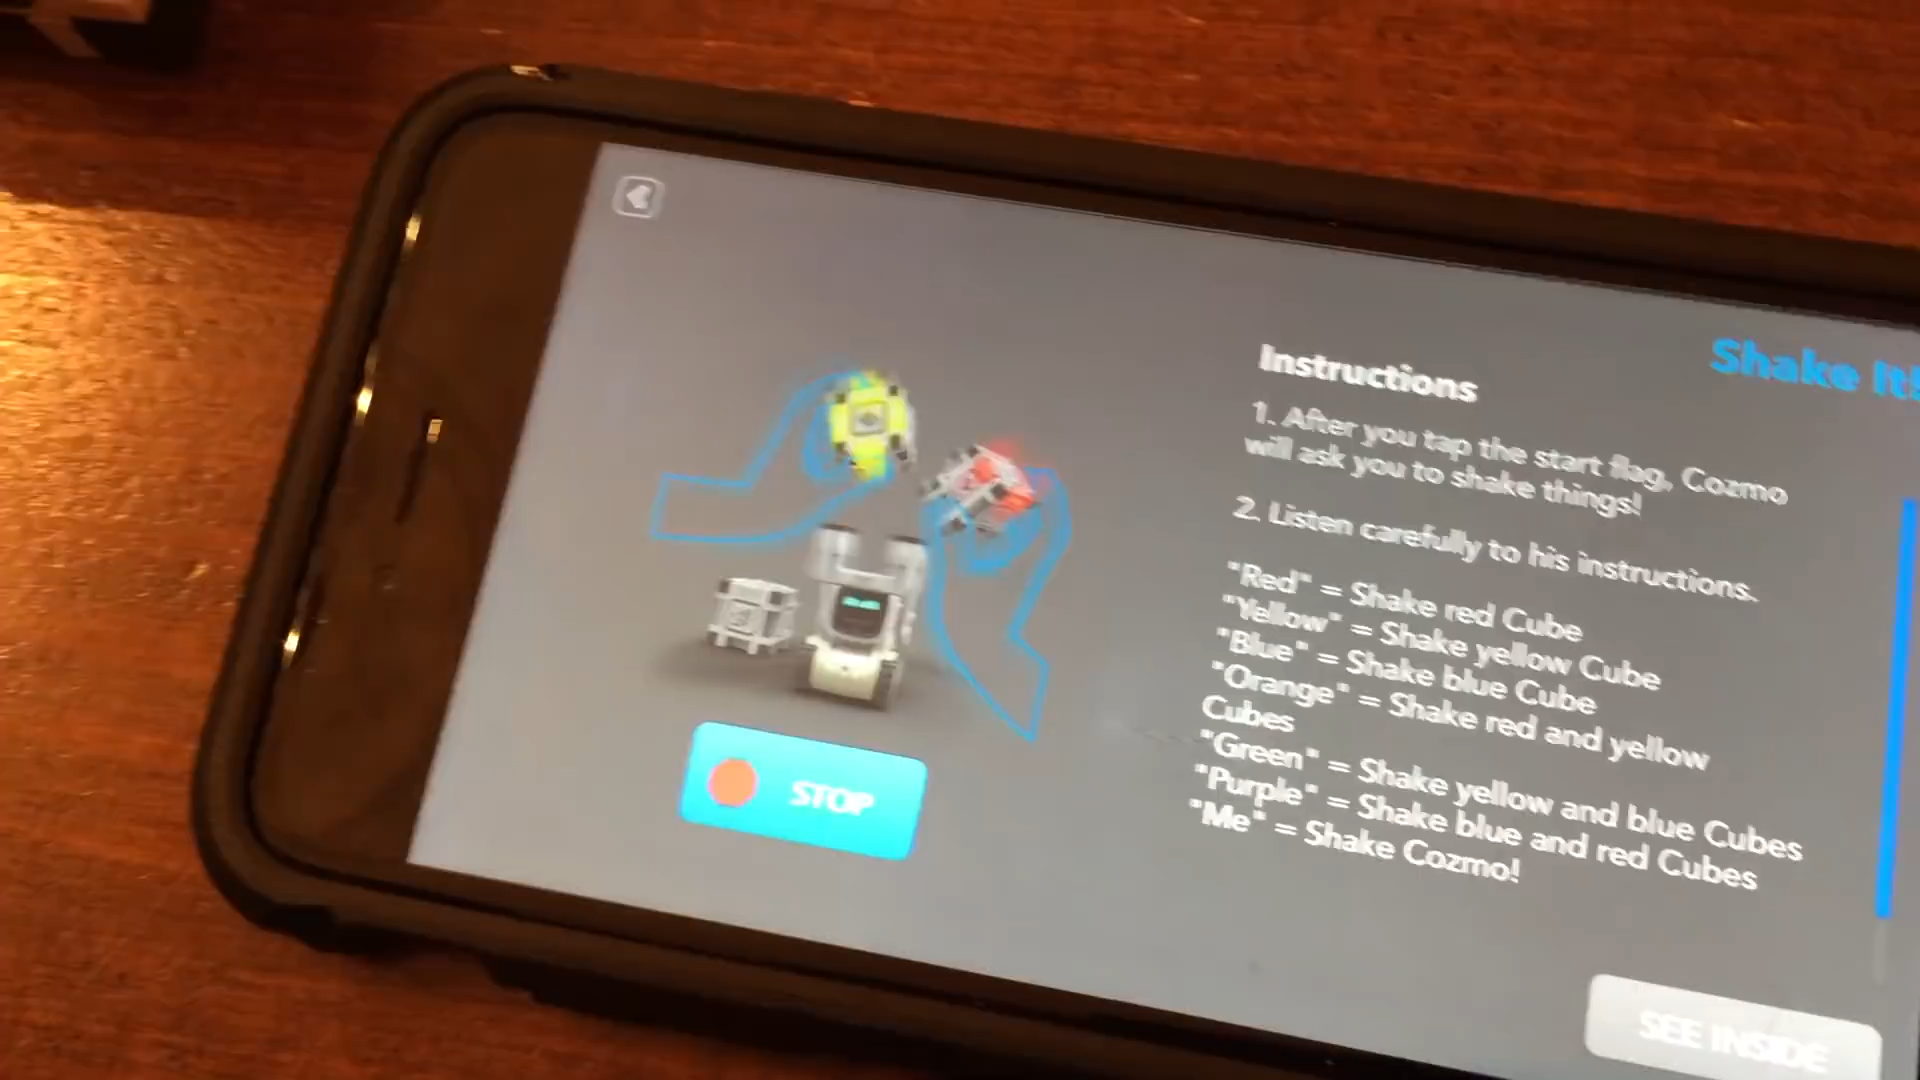 Shake It!
Instructions
1. After you tap the start flag, Cozmo
will ask you to shake things!
2. Listen carefully to his instructions.
"Red" = Shake red Cube
"Yellow" = Shake yellow Cube
"Blue" = Shake blue Cube
"Orange" = Shake red and yellow
Cubes
"Green" = Shake yellow and blue Cubes
"Purple" = Shake blue and red Cubes
"Me" = Shake Cozmo!
STOP
SEE INSIDE